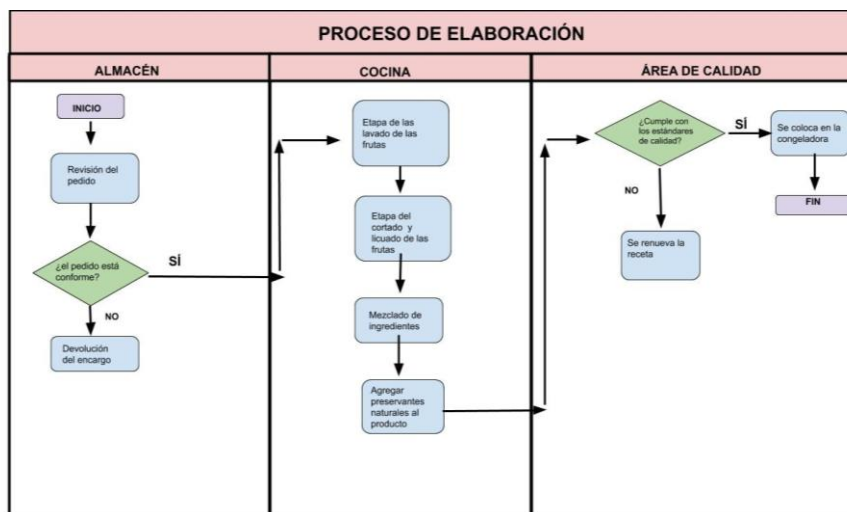 PROCESO DE ELABORACIÓN
ALMACÉN
COCINA
ÁREA DE CALIDAD
INICIO
Revisión del
pedido
¿el pedido está
conforme?
SÍ
NO
Devolución
del encargo
Etapa de las
lavado de las
frutas
Etapa del
cortado y
licuado de las
frutas
Mezclado de
ingredientes
Agregar
preservantes
naturales al
producto
¿Cumple con
los estándares
de calidad?
SÍ
Se coloca en la
congeladora
FIN
NO
Se renueva la
receta